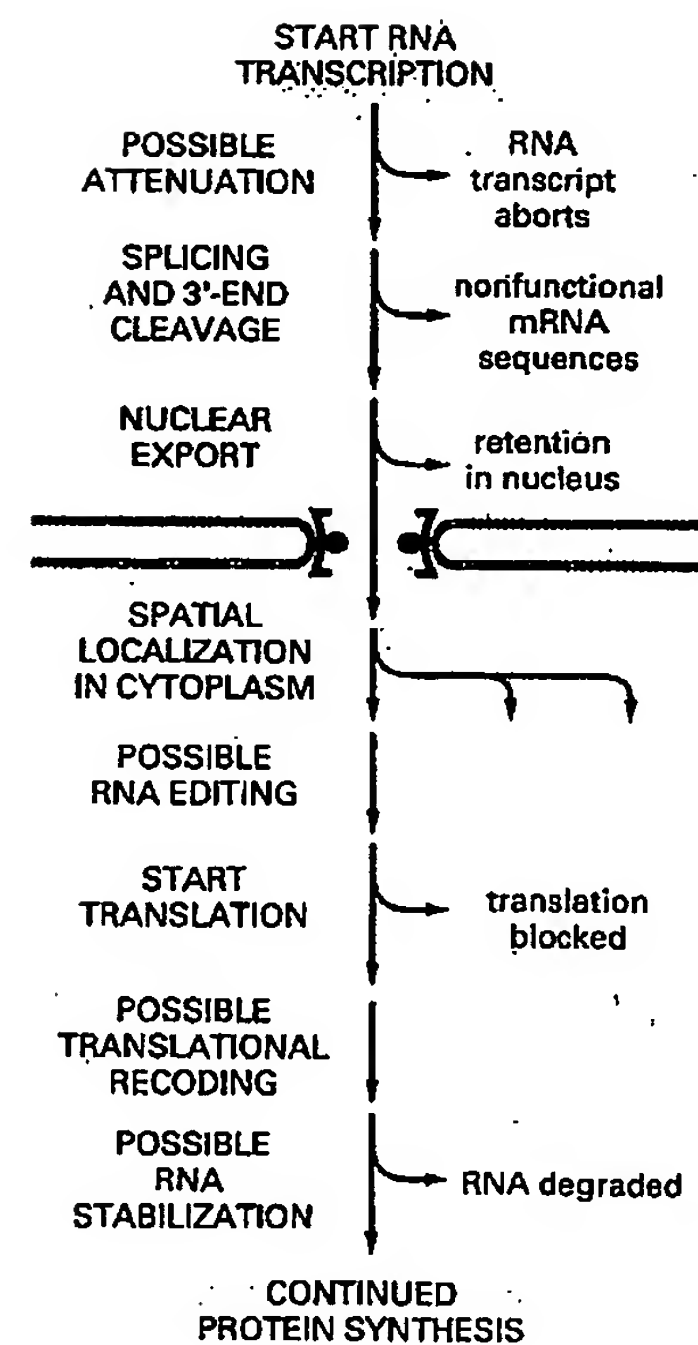 START RNA
TRANSCRIPTION
POSSIBLE
ATTENUATION
RNA
transcript
aborts
SPLICING
AND 3'-END
CLEAVAGE
nonfunctional
mRNA
sequences
NUCLEAR
EXPORT
retention
in nucleus
SPATIAL
LOCALIZATION
IN CYTOPLASM
POSSIBLE
RNA EDITING
START
TRANSLATION
translation
blocked
POSSIBLE
TRANSLATIONAL
RECODING
POSSIBLE
RNA
STABILIZATION
RNA degraded
CONTINUED
PROTEIN SYNTHESIS